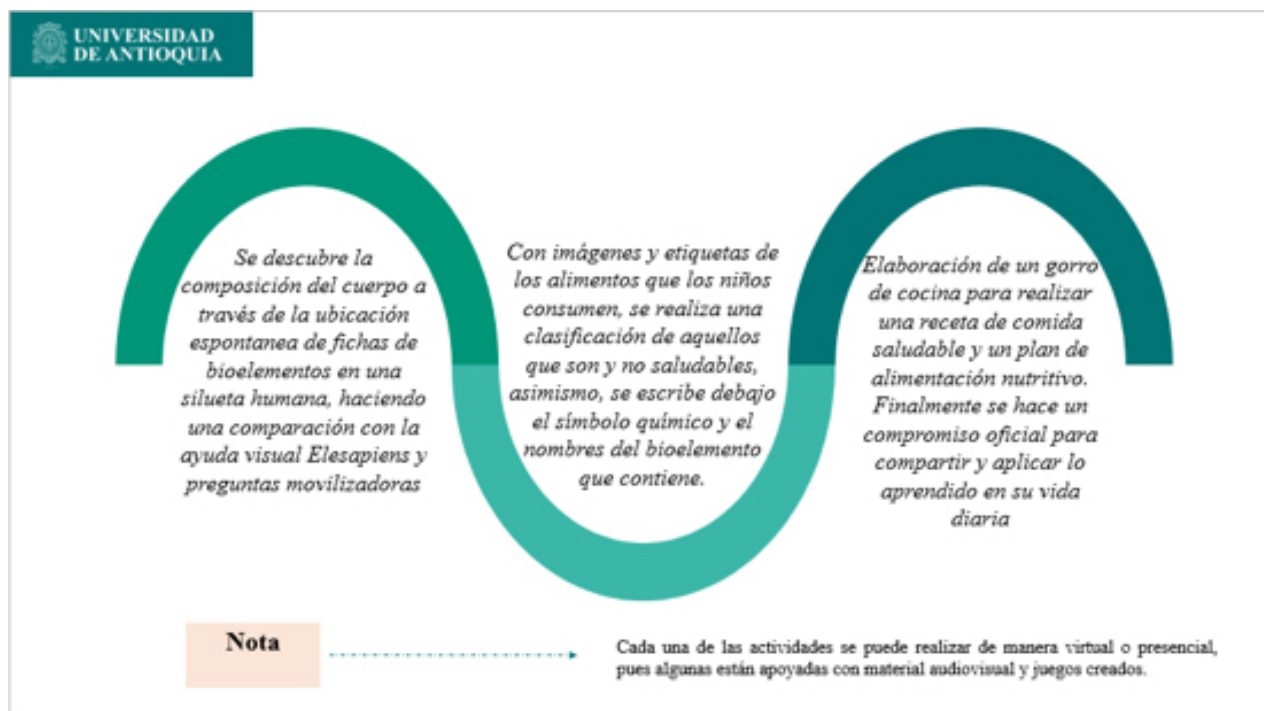 UNIVERSIDAD
DE ANTIOQUIA
Se descubre la
composición del cuerpo a
través de la ubicación
espontanea de fichas de
bioelementos en una
silueta humana, haciendo
una comparación con la
ayuda visual Elesapiens y
preguntas movilizadoras
Con imágenes y etiquetas de
los alimentos que los niños
consumen, se realiza una
clasificación de aquellos
que son y no saludables,
asimismo, se escribe debajo
el símbolo químico y el
nombres del bioelemento
que contiene.
Elaboración de un gorro
de cocina para realizar
una receta de comida
saludable y un plan de
alimentación nutritivo.
Finalmente se hace un
compromiso oficial para
compartir y aplicar lo
aprendido en su vida
diaria
Nota
Cada una de las actividades se puede realizar de manera virtual o presencial,
pues algunas están apoyadas con material audiovisual y juegos creados.